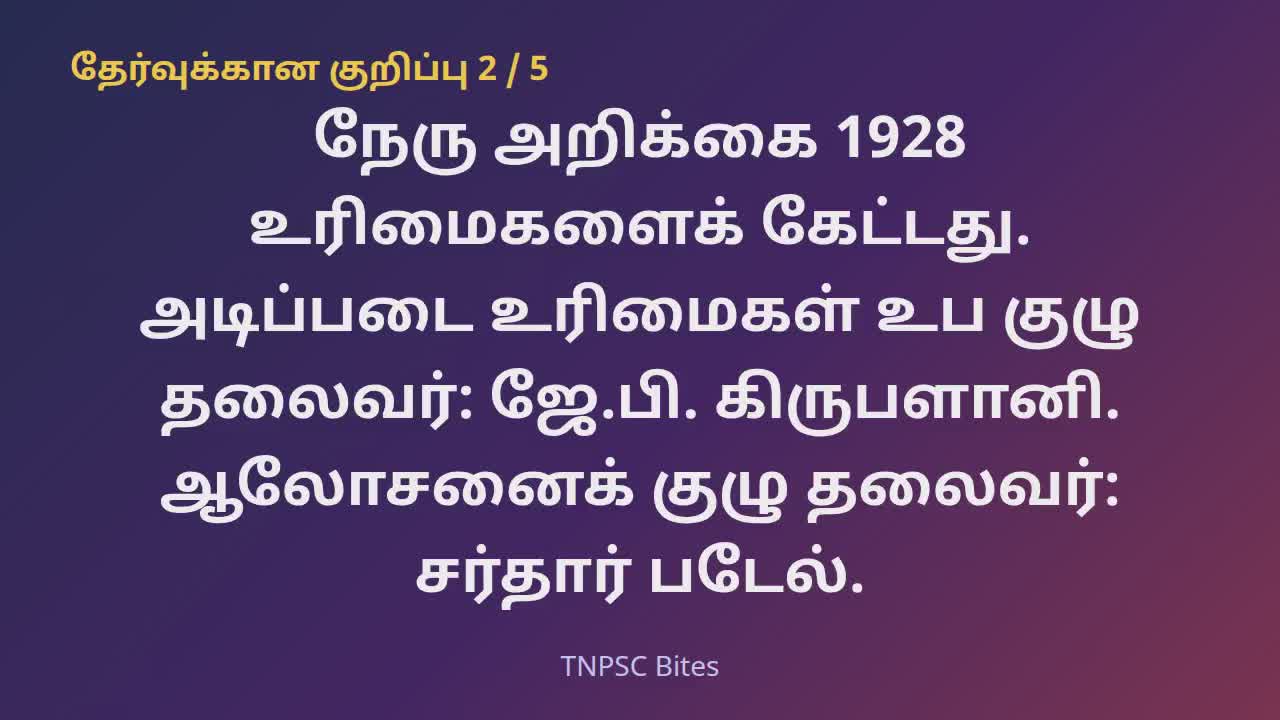 தேர்வுக்கான குறிப்பு 2 / 5
நேரு அறிக்கை 1928
உரிமைகளைக் கேட்டது.
அடிப்படை உரிமைகள் உப குழு
தலைவர்: ஜே.பி. கிருபளானி.
ஆலோசனைக் குழு தலைவர்:
சர்தார் படேல்.
TNPSC Bites